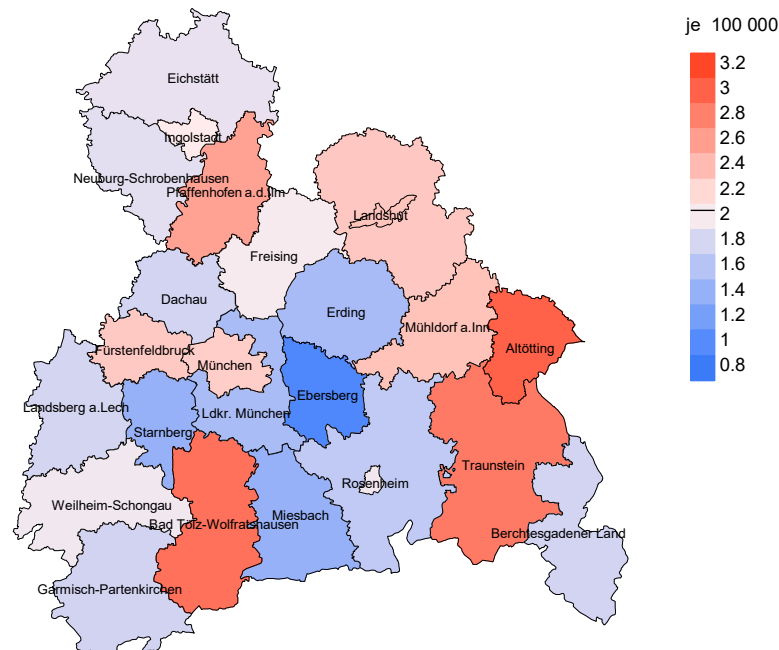 je 100 000
3.2
3
2.8
2.6
2.4
2.2
2
1.8
1.6
1.4
1.2
1
0.8
Eichstätt
Ingolstadt
Neuburg-Schrobenhausen
Pfaffenhofen a.d.Ilm
Landshut
Freising
Dachau
Erding
Mühldorf a.Inn
Altötting
Fürstenfeldbruck
München
Ebersberg
Landsberg a.Lech
Ldkr. München
Starnberg
Traunstein
Rosenheim
Weilheim-Schongau
Miesbach
Bad Tölz-Wolfratshausen
Berchtesgadener Land
Garmisch-Partenkirchen